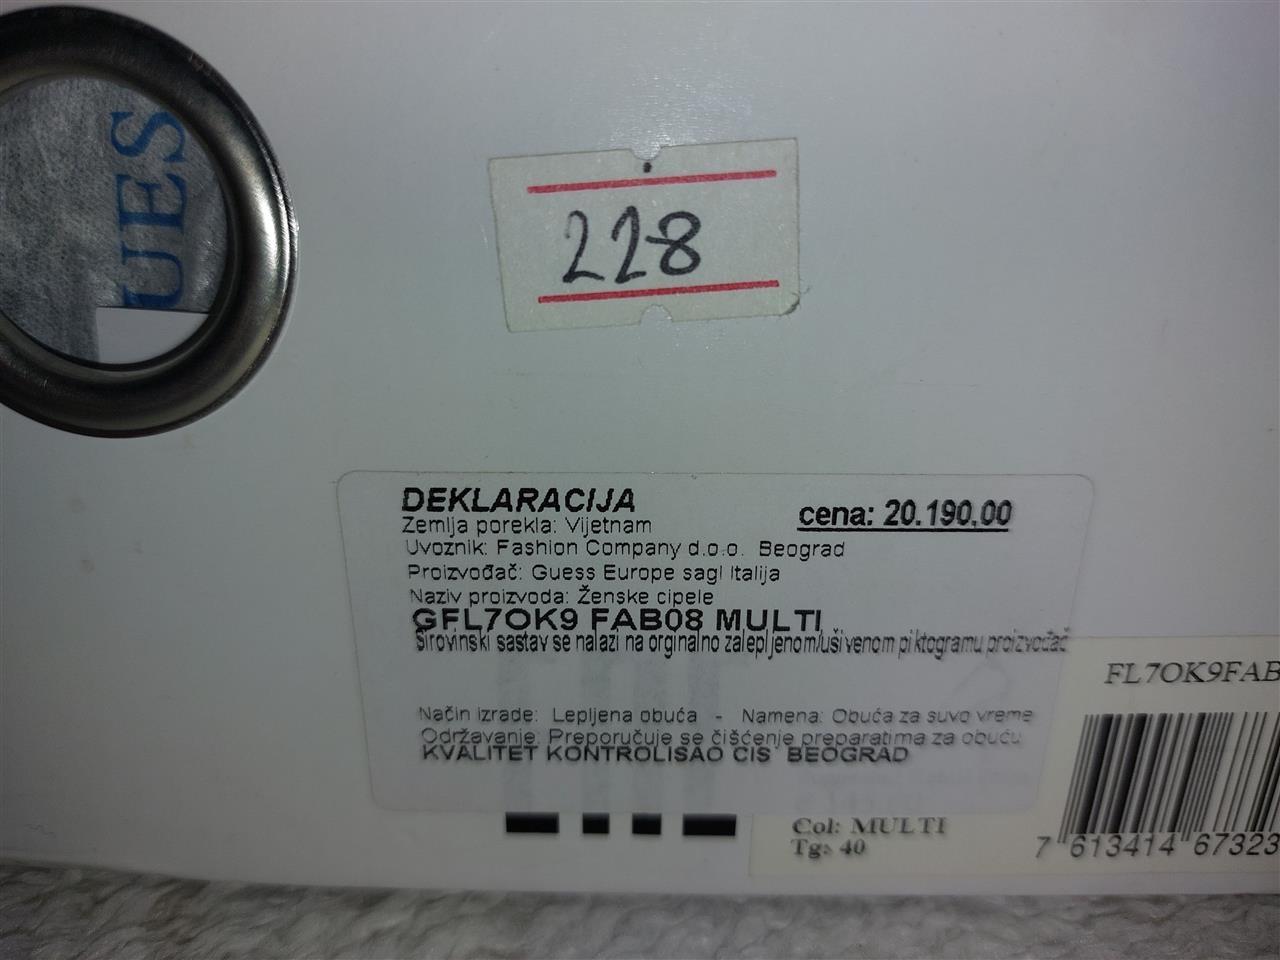 UES
228
DEKLARACIJA
cena: 20.190,00
Zemlja porekla: Vijetnam
Uvoznik: Fashion Company d.o.o. Beograd
Proizvođač: Guess Europe sagl Italija
Naziv proizvoda: Ženske cipele
GFL7OK9 FAB08 MULTI
Sirovinski sastav se nalazi na orginalno zalepljenom/ušivenom piktogramu proizvođač
Način izrade: Lepljena obuća - Namena: Obuća za suvo vreme
Održavanje: Preporučuje se čišćenje preparatima za obuću
KVALITET KONTROLISAO CIS BEOGRAD
FL7OK9FAB
Col: MULTI
Tg: 40
7 613414 67323